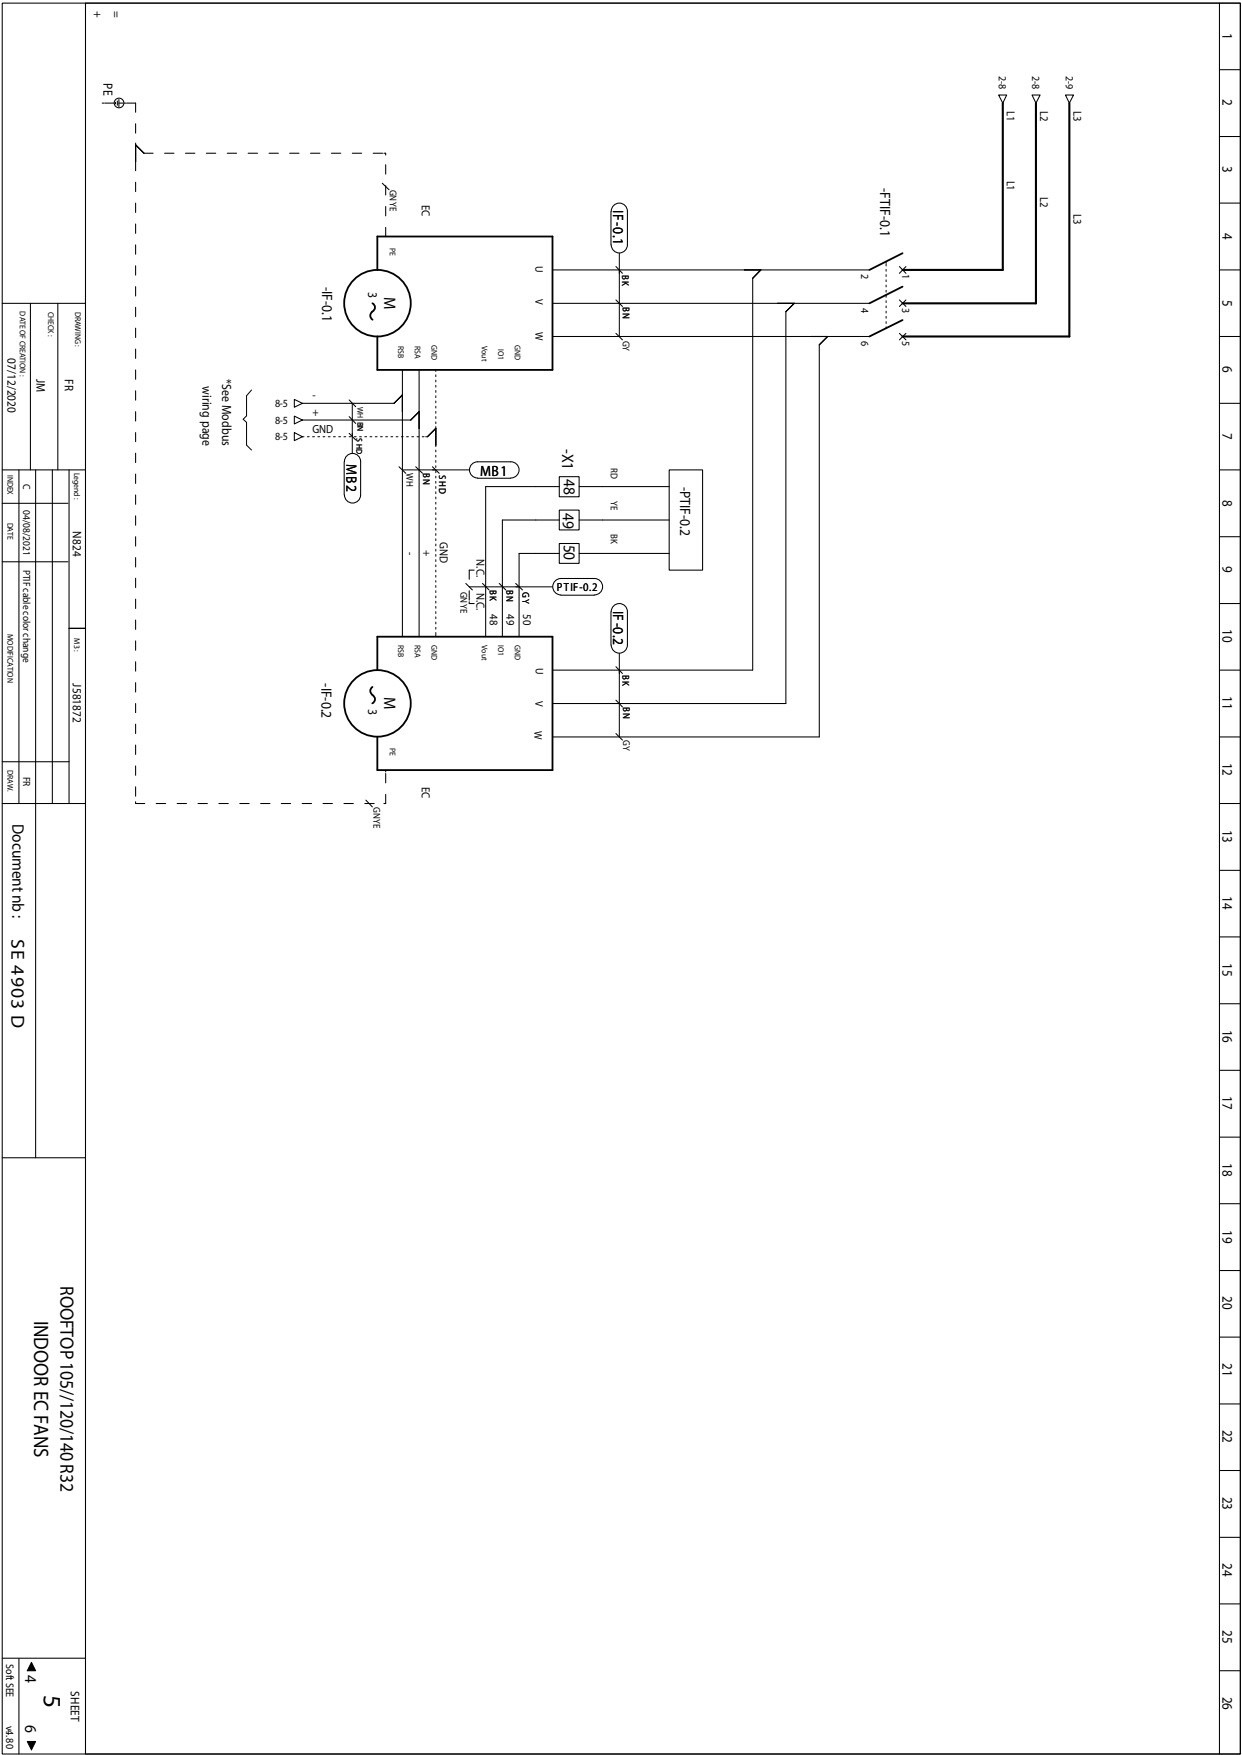 1 2 3 4 5 6 7 8 9 10 11 12 13 14 15 16 17 18 19 20 21 22 23 24 25 26
2-9 L3 L3
2-8 L2 L2
2-8 L1 L1
-FTIF-0.1
1 3 5
2 4 6
-PTIF-0.2
RD YE BK
-X1
48 49 50
IF-0.1
BK BN GY
PTIF-0.2
IF-0.2
BK BN GY
U V W
GND
IO1
Vout
GND
RSA
RSB
PE
EC
GNYE
M
3
-IF-0.1
MB1
SHD
BN
WH
GND
+
-
N.C. N.C.
GNYE
GY 50
BN 49
BK 48
U V W
GND
IO1
Vout
GND
RSA
RSB
PE
EC
GNYE
M
3
-IF-0.2
MB2
WH BN SHD
8-5 -
8-5 +
8-5 GND
*See Modbus
wiring page
PE
=
+
DRAWING:
FR
CHECK:
JM
DATE OF CREATION:
07/12/2020
Legend: N824
M3: J581872
C 04/08/2021 PTIF cable color change FR
INDEX DATE MODIFICATION DRAW.
Document nb: SE 4903 D
ROOFTOP 105//120/140 R32
INDOOR EC FANS
SHEET
5
4 6
Soft SEE v4.80